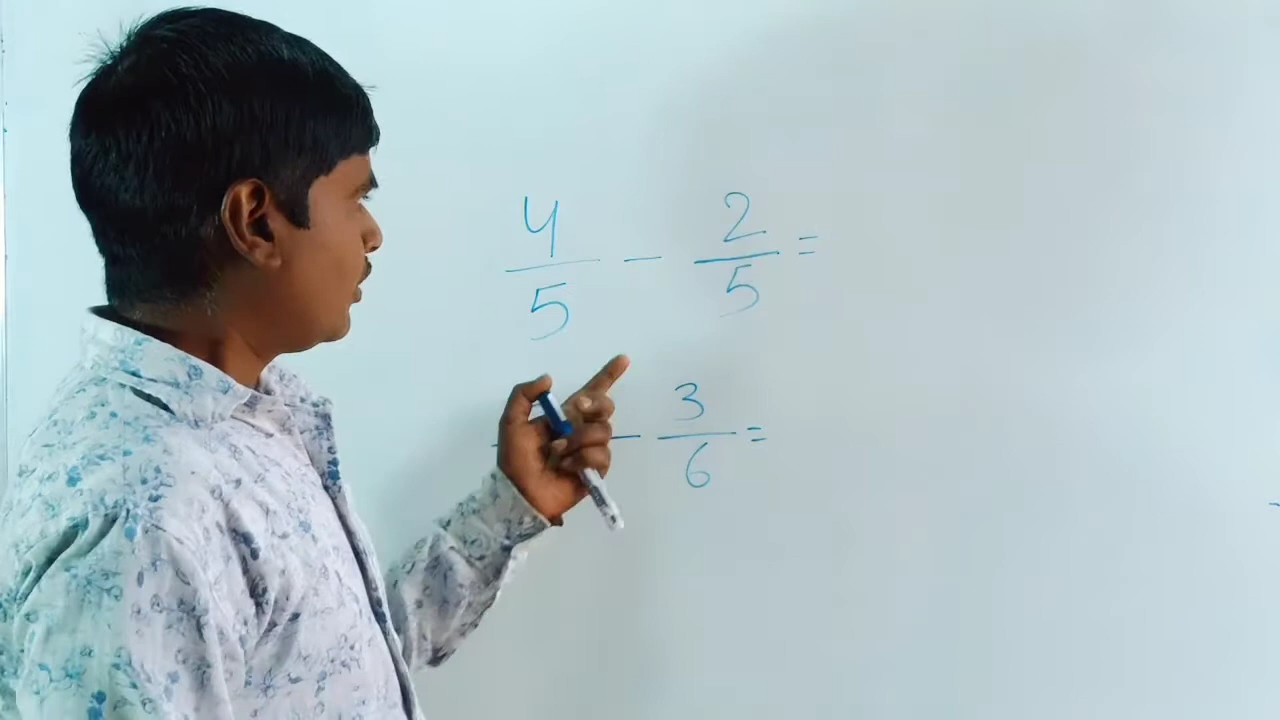 4/5 - 2/5 =
- 3/6 =